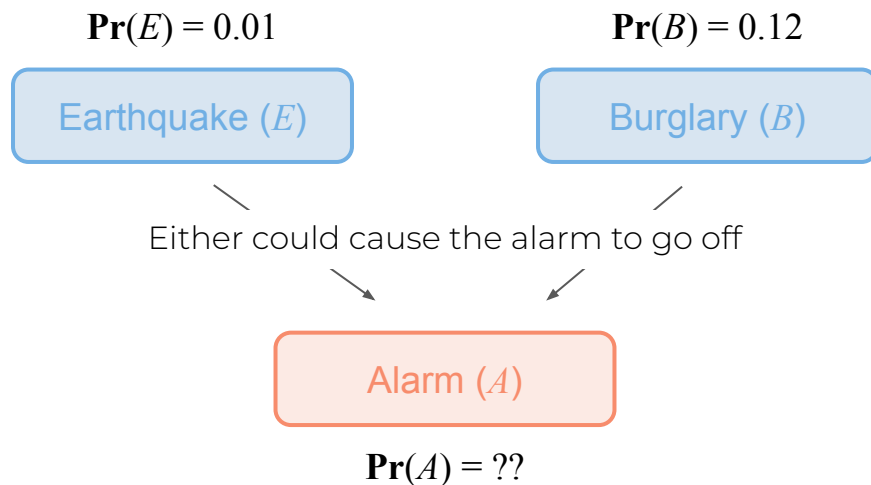 Pr(E) = 0.01
Pr(B) = 0.12
Earthquake (E)
Burglary (B)
Either could cause the alarm to go off
Alarm (A)
Pr(A) = ??